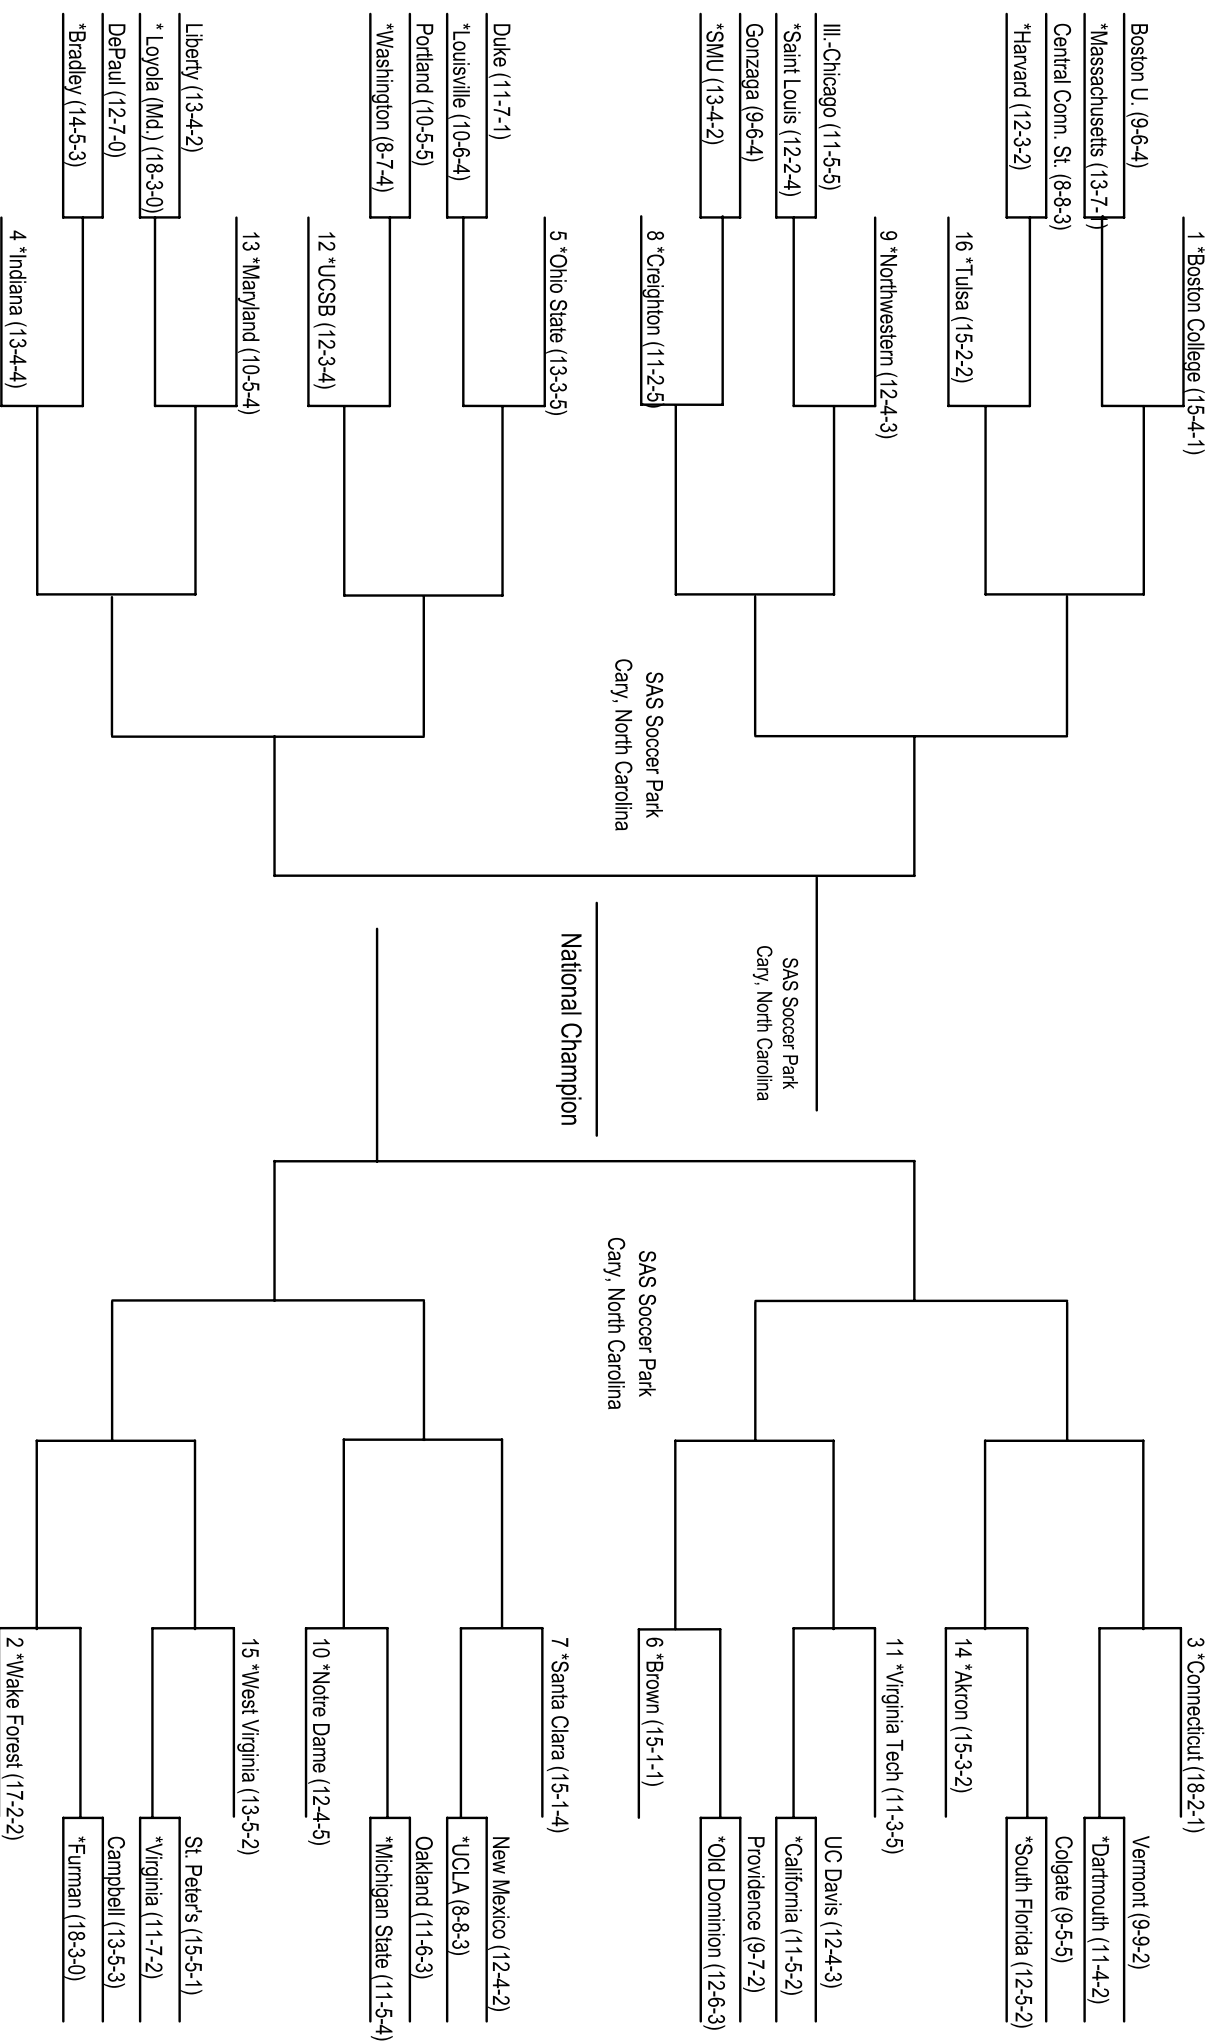 1 *Boston College (15-4-1)
Boston U. (9-6-4)
*Massachusetts (13-7-1)
Central Conn. St. (8-8-3)
*Harvard (12-3-2)
16 *Tulsa (15-2-2)
9 *Northwestern (12-4-3)
Ill.-Chicago (11-5-5)
*Saint Louis (12-2-4)
Gonzaga (9-6-4)
*SMU (13-4-2)
8 *Creighton (11-2-5)
5 *Ohio State (13-3-5)
Duke (11-7-1)
*Louisville (10-6-4)
Portland (10-5-5)
*Washington (8-7-4)
12 *UCSB (12-3-4)
13 *Maryland (10-5-4)
Liberty (13-4-2)
* Loyola (Md.) (18-3-0)
DePaul (12-7-0)
*Bradley (14-5-3)
4 *Indiana (13-4-4)
SAS Soccer Park
Cary, North Carolina
SAS Soccer Park
Cary, North Carolina
National Champion
SAS Soccer Park
Cary, North Carolina
3 *Connecticut (18-2-1)
Vermont (9-9-2)
*Dartmouth (11-4-2)
Colgate (9-5-5)
*South Florida (12-5-2)
14 *Akron (15-3-2)
11 *Virginia Tech (11-3-5)
UC Davis (12-4-3)
*California (11-5-2)
Providence (9-7-2)
*Old Dominion (12-6-3)
6 *Brown (15-1-1)
7 *Santa Clara (15-1-4)
New Mexico (12-4-2)
*UCLA (8-8-3)
Oakland (11-6-3)
*Michigan State (11-5-4)
10 *Notre Dame (12-4-5)
15 *West Virginia (13-5-2)
St. Peter's (15-5-1)
*Virginia (11-7-2)
Campbell (13-5-3)
*Furman (18-3-0)
2 *Wake Forest (17-2-2)